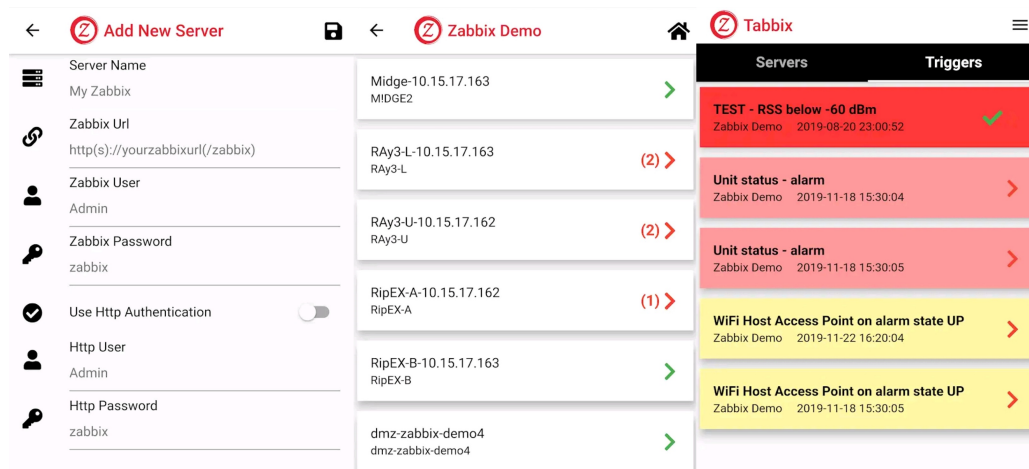 Add New Server
Server Name
My Zabbix
Zabbix Url
http(s)://yourzabbixurl(/zabbix)
Zabbix User
Admin
Zabbix Password
zabbix
Use Http Authentication
Http User
Admin
Http Password
zabbix
Zabbix Demo
Midge-10.15.17.163
M!DGE2
RAy3-L-10.15.17.163
RAy3-L
(2)
RAy3-U-10.15.17.162
RAy3-U
(2)
RipEX-A-10.15.17.162
RipEX-A
(1)
RipEX-B-10.15.17.163
RipEX-B
dmz-zabbix-demo4
dmz-zabbix-demo4
Tabbix
Servers Triggers
TEST - RSS below -60 dBm
Zabbix Demo 2019-08-20 23:00:52
Unit status - alarm
Zabbix Demo 2019-11-18 15:30:04
Unit status - alarm
Zabbix Demo 2019-11-18 15:30:05
WiFi Host Access Point on alarm state UP
Zabbix Demo 2019-11-22 16:20:04
WiFi Host Access Point on alarm state UP
Zabbix Demo 2019-11-18 15:30:05